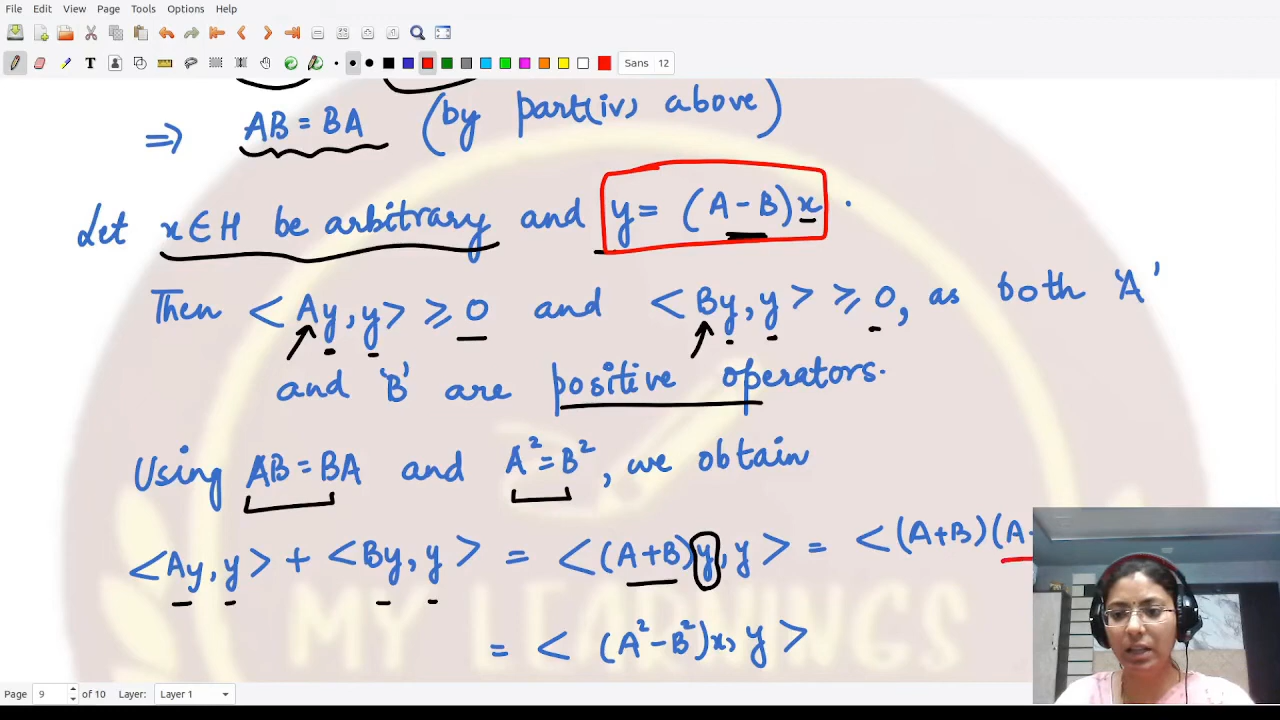 File Edit View Page Tools Options Help
Sans 12
⇒ AB = BA (by part(iv) above)
Let x ∈ H be arbitrary and y = (A - B)x.
Then <Ay, y> ≥ 0 and <By, y> ≥ 0, as both 'A'
and 'B' are positive operators.
Using AB = BA and A² = B², we obtain
<Ay, y> + <By, y> = <(A+B)y, y> = <(A+B)(A-
= <(A² - B²)x, y>
MY LEARNINGS
Page 9 of 10 Layer: Layer 1